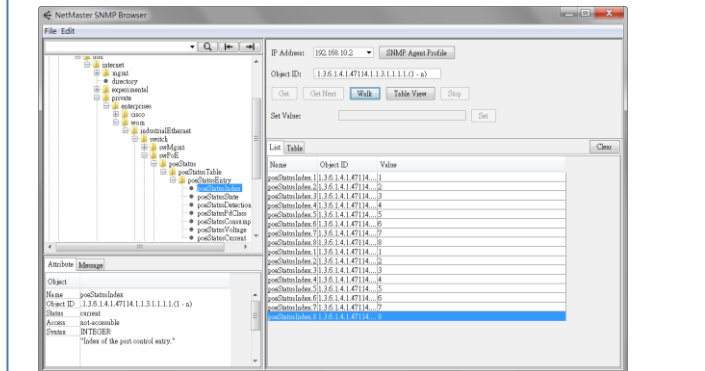 NetMaster SNMP Browser
File Edit
internet
mgmt
directory
experimental
private
enterprises
cisco
wom
industrialEthernet
switch
swMgmt
swPoE
poeStatus
poeStatusTable
poeStatusEntry
poeStatusIndex
poeStatusState
poeStatusDetection
poeStatusPdClass
poeStatusConsump
poeStatusVoltage
poeStatusCurrent
Attribute Message
Object
Name poeStatusIndex
Object ID .1.3.6.1.4.1.47114.1.1.3.1.1.1.1.(1 - n)
Status current
Access not-accessible
Syntax INTEGER
"Index of the port control entry."
IP Address: 192.168.10.2 SNMP Agent Profile
Object ID: .1.3.6.1.4.1.47114.1.1.3.1.1.1.1.(1 - n)
Get Get Next Walk Table View Stop
Set Value: Set
List Table Clear
Name Object ID Value
poeStatusIndex.1 1.3.6.1.4.1.47114.... 1
poeStatusIndex.2 1.3.6.1.4.1.47114.... 2
poeStatusIndex.3 1.3.6.1.4.1.47114.... 3
poeStatusIndex.4 1.3.6.1.4.1.47114.... 4
poeStatusIndex.5 1.3.6.1.4.1.47114.... 5
poeStatusIndex.6 1.3.6.1.4.1.47114.... 6
poeStatusIndex.7 1.3.6.1.4.1.47114.... 7
poeStatusIndex.8 1.3.6.1.4.1.47114.... 8
poeStatusIndex.1 1.3.6.1.4.1.47114.... 1
poeStatusIndex.2 1.3.6.1.4.1.47114.... 2
poeStatusIndex.3 1.3.6.1.4.1.47114.... 3
poeStatusIndex.4 1.3.6.1.4.1.47114.... 4
poeStatusIndex.5 1.3.6.1.4.1.47114.... 5
poeStatusIndex.6 1.3.6.1.4.1.47114.... 6
poeStatusIndex.7 1.3.6.1.4.1.47114.... 7
poeStatusIndex.8 1.3.6.1.4.1.47114.... 8